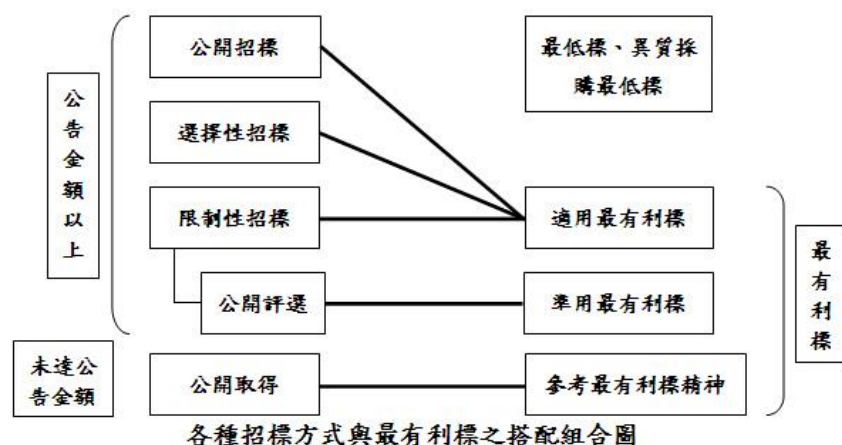 公告金額以上
公開招標
最低標、異質採
購最低標
選擇性招標
限制性招標
適用最有利標
公開評選
準用最有利標
最有利標
未達公
告金額
公開取得
參考最有利標精神
各種招標方式與最有利標之搭配組合圖